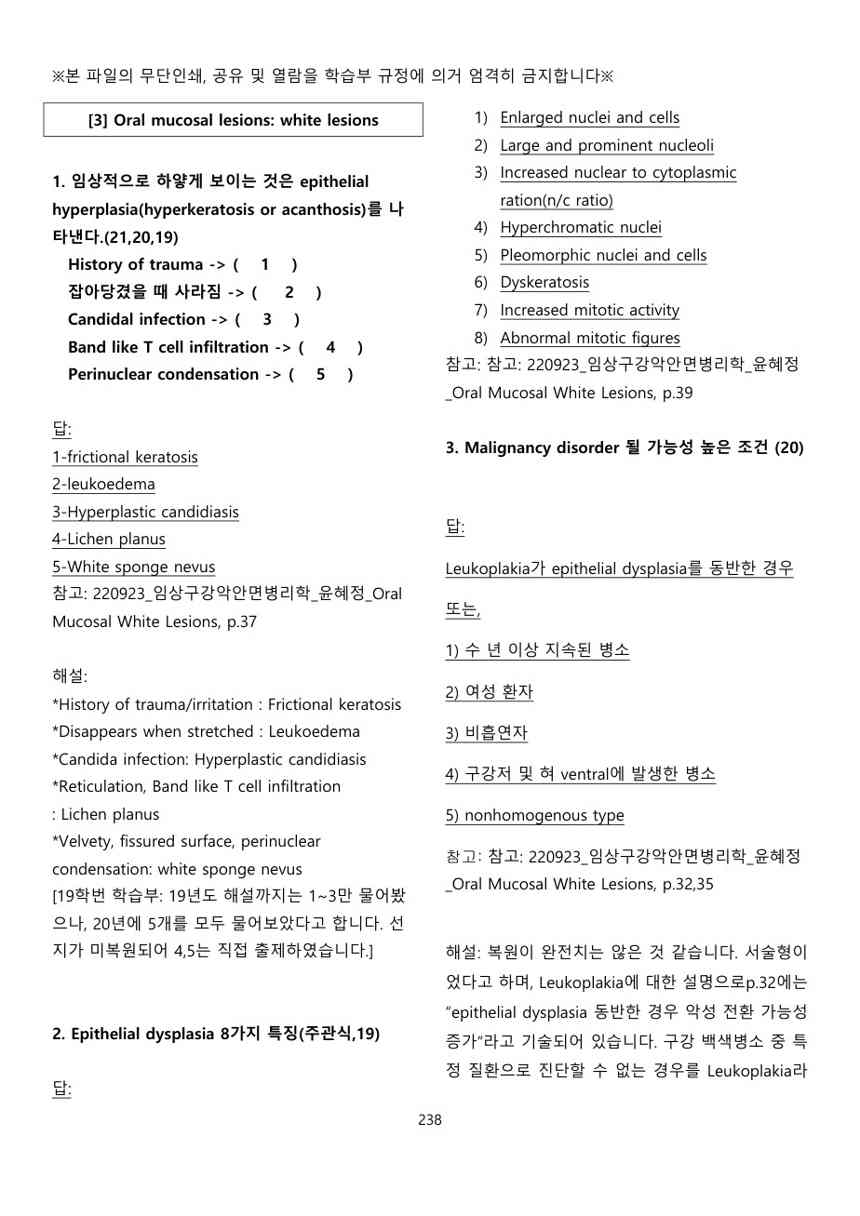 ※본 파일의 무단인쇄, 공유 및 열람을 학습부 규정에 의거 엄격히 금지합니다※
[3] Oral mucosal lesions: white lesions
1. 임상적으로 하얗게 보이는 것은 epithelial
hyperplasia(hyperkeratosis or acanthosis)를 나
타낸다.(21,20,19)
History of trauma -> ( 1 )
잡아당겼을 때 사라짐 -> ( 2 )
Candidal infection -> ( 3 )
Band like T cell infiltration -> ( 4 )
Perinuclear condensation -> ( 5 )
답:
1-frictional keratosis
2-leukoedema
3-Hyperplastic candidiasis
4-Lichen planus
5-White sponge nevus
참고: 220923_임상구강악안면병리학_윤혜정_Oral
Mucosal White Lesions, p.37
해설:
*History of trauma/irritation : Frictional keratosis
*Disappears when stretched : Leukoedema
*Candida infection: Hyperplastic candidiasis
*Reticulation, Band like T cell infiltration
: Lichen planus
*Velvety, fissured surface, perinuclear
condensation: white sponge nevus
[19학번 학습부: 19년도 해설까지는 1~3만 물어봤
으나, 20년에 5개를 모두 물어보았다고 합니다. 선
지가 미복원되어 4,5는 직접 출제하였습니다.]
2. Epithelial dysplasia 8가지 특징(주관식,19)
답:
1) Enlarged nuclei and cells
2) Large and prominent nucleoli
3) Increased nuclear to cytoplasmic
ration(n/c ratio)
4) Hyperchromatic nuclei
5) Pleomorphic nuclei and cells
6) Dyskeratosis
7) Increased mitotic activity
8) Abnormal mitotic figures
참고: 참고: 220923_임상구강악안면병리학_윤혜정
_Oral Mucosal White Lesions, p.39
3. Malignancy disorder 될 가능성 높은 조건 (20)
답:
Leukoplakia가 epithelial dysplasia를 동반한 경우
또는,
1) 수 년 이상 지속된 병소
2) 여성 환자
3) 비흡연자
4) 구강저 및 혀 ventral에 발생한 병소
5) nonhomogenous type
참고: 참고: 220923_임상구강악안면병리학_윤혜정
_Oral Mucosal White Lesions, p.32,35
해설: 복원이 완전치는 않은 것 같습니다. 서술형이
었다고 하며, Leukoplakia에 대한 설명으로p.32에는
“epithelial dysplasia 동반한 경우 악성 전환 가능성
증가“라고 기술되어 있습니다. 구강 백색병소 중 특
정 질환으로 진단할 수 없는 경우를 Leukoplakia라
238